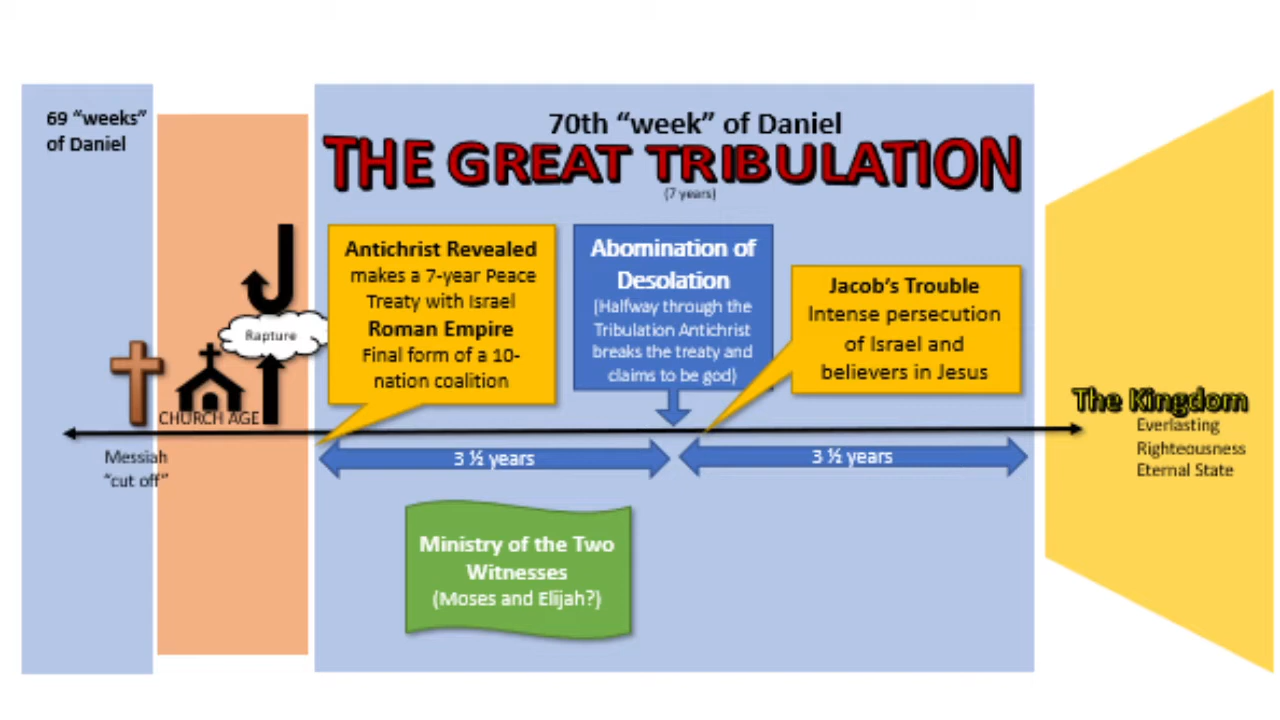 69 “weeks”
of Daniel
70th “week” of Daniel
THE GREAT TRIBULATION
(7 years)
Rapture
CHURCH AGE
Messiah
“cut off”
Antichrist Revealed
makes a 7-year Peace
Treaty with Israel
Roman Empire
Final form of a 10-
nation coalition
Abomination of
Desolation
(Halfway through the
Tribulation Antichrist
breaks the treaty and
claims to be god)
Jacob’s Trouble
Intense persecution
of Israel and
believers in Jesus
3 ½ years
3 ½ years
Ministry of the Two
Witnesses
(Moses and Elijah?)
The Kingdom
Everlasting
Righteousness
Eternal State